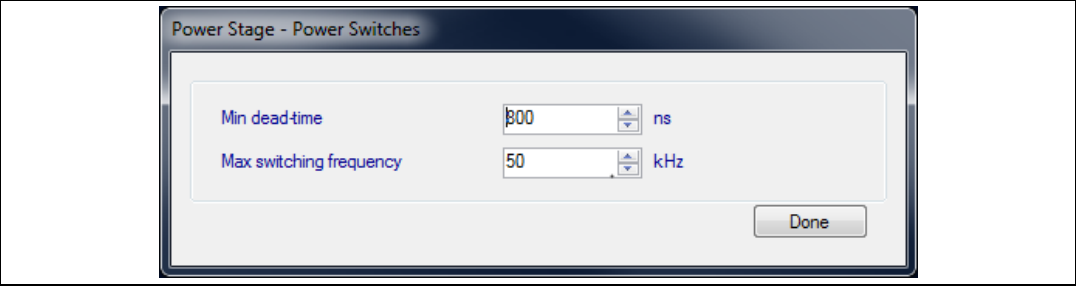 Power Stage - Power Switches
Min dead-time 800 ns
Max switching frequency 50 kHz
Done